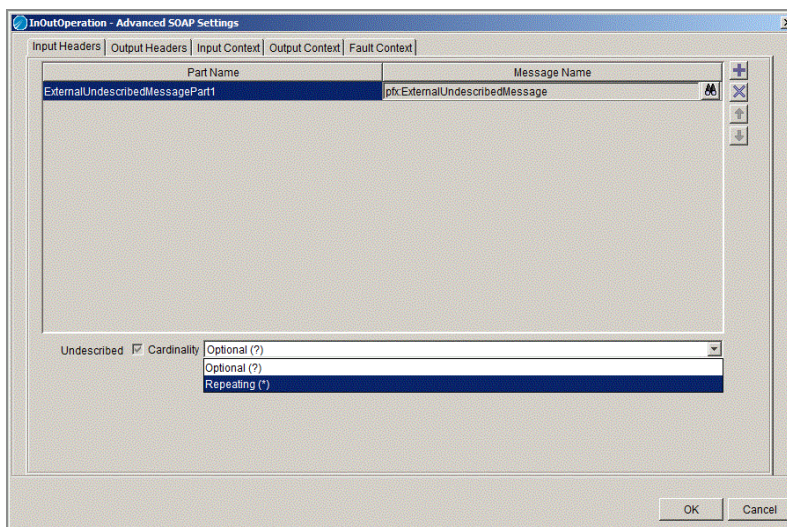 InOutOperation - Advanced SOAP Settings
Input Headers Output Headers Input Context Output Context Fault Context
Part Name Message Name
ExternalUndescribedMessagePart1 pfx:ExternalUndescribedMessage
Undescribed Cardinality Optional (?)
Optional (?)
Repeating (*)
OK Cancel